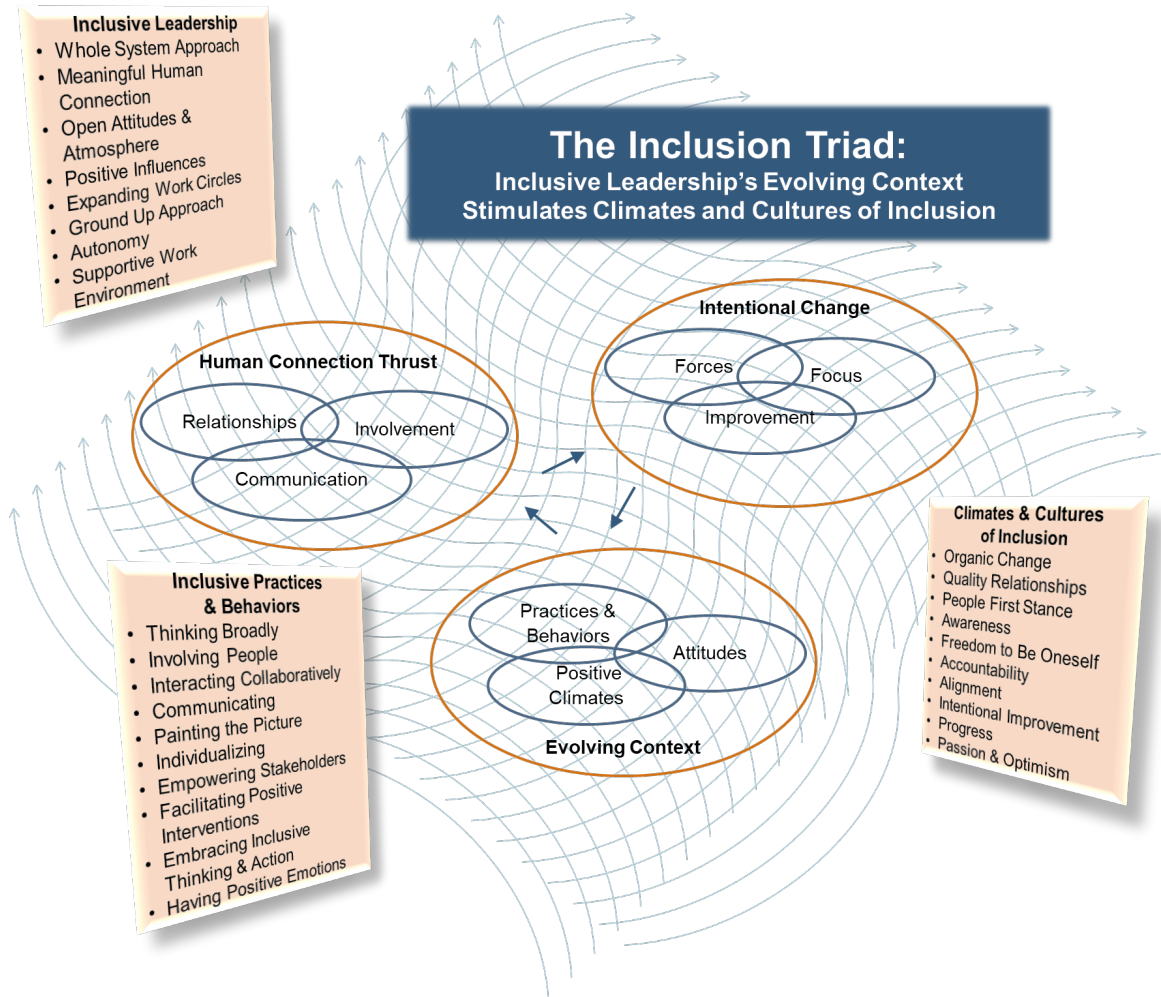 Inclusive Leadership
• Whole System Approach
• Meaningful Human
Connection
• Open Attitudes &
Atmosphere
• Positive Influences
• Expanding Work Circles
• Ground Up Approach
• Autonomy
• Supportive Work
Environment
The Inclusion Triad:
Inclusive Leadership's Evolving Context
Stimulates Climates and Cultures of Inclusion
Human Connection Thrust
Relationships
Involvement
Communication
Intentional Change
Forces
Focus
Improvement
Inclusive Practices
& Behaviors
• Thinking Broadly
• Involving People
• Interacting Collaboratively
• Communicating
• Painting the Picture
• Individualizing
• Empowering Stakeholders
• Facilitating Positive
Interventions
• Embracing Inclusive
Thinking & Action
• Having Positive Emotions
Practices &
Behaviors
Attitudes
Positive
Climates
Evolving Context
Climates & Cultures
of Inclusion
• Organic Change
• Quality Relationships
• People First Stance
• Awareness
• Freedom to Be Oneself
• Accountability
• Alignment
• Intentional Improvement
• Progress
• Passion & Optimism